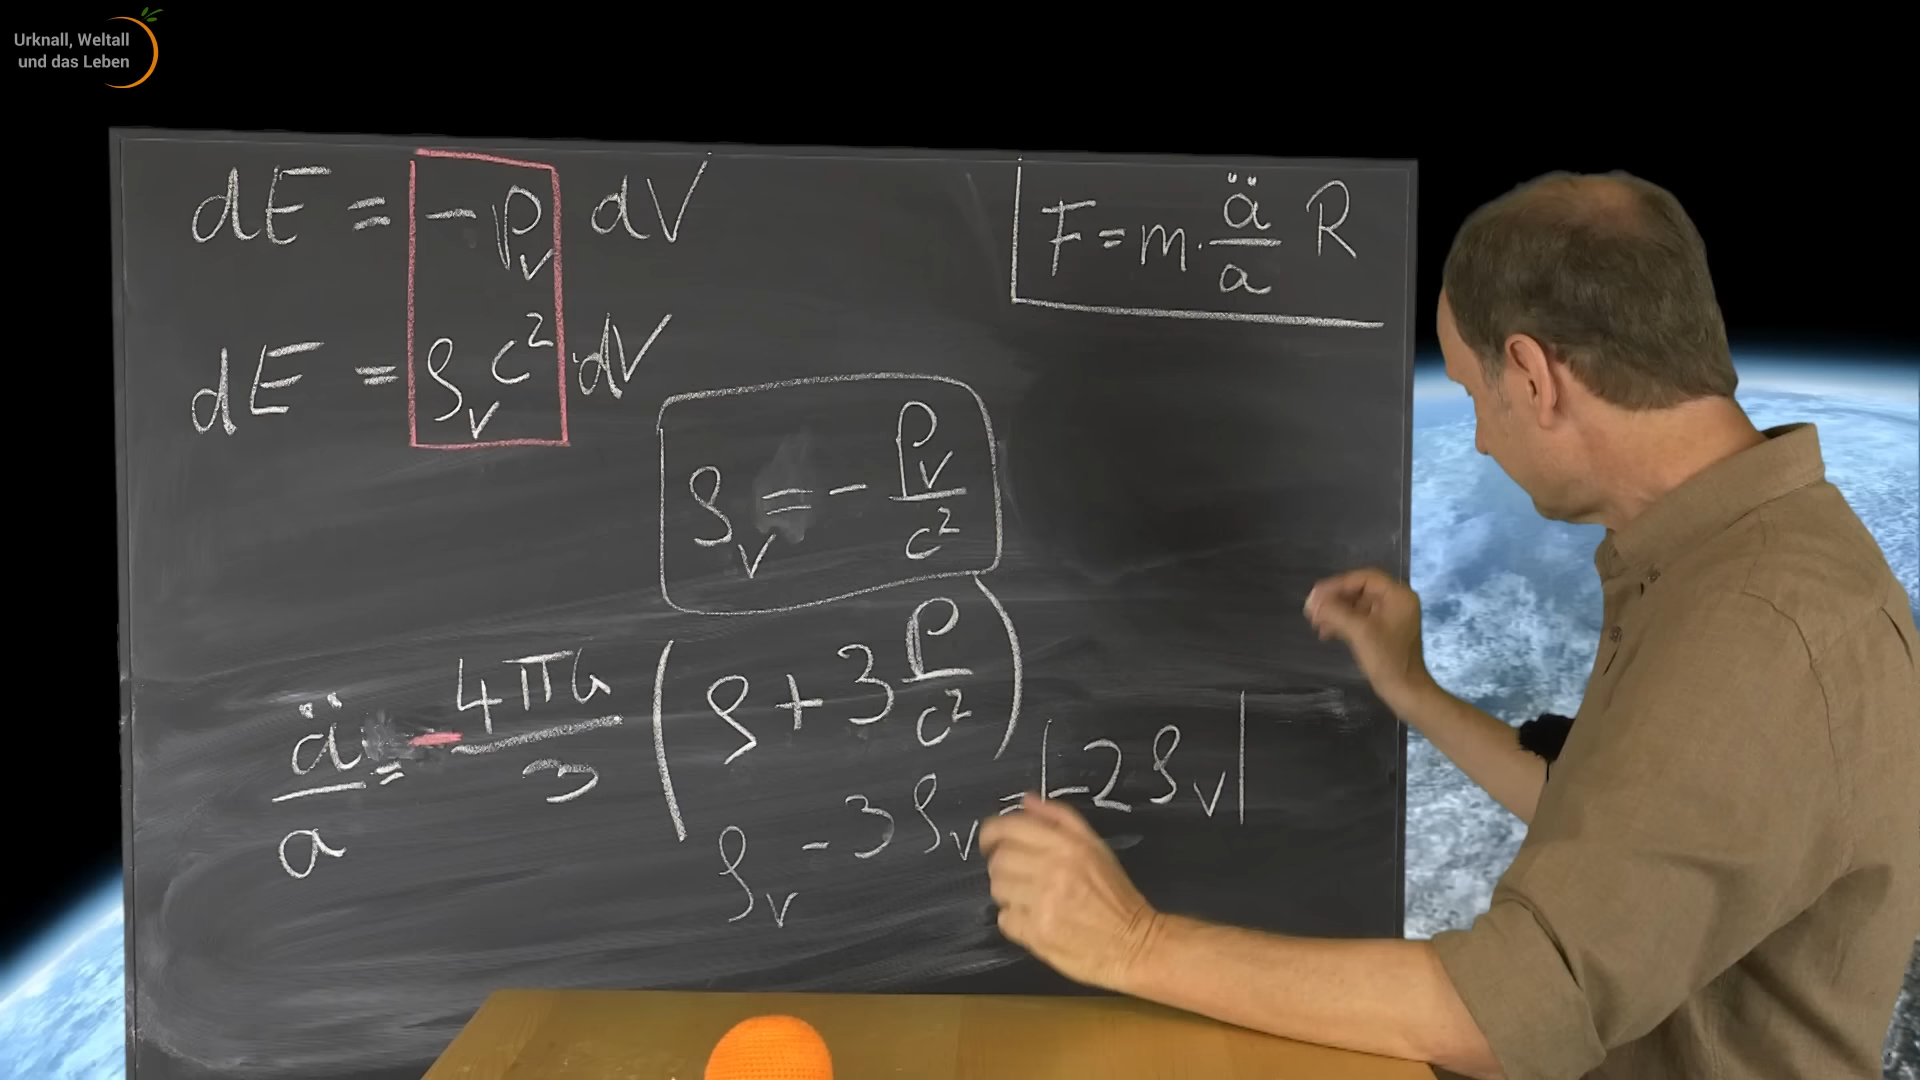 Urknall, Weltall
und das Leben
dE = -p_v dV
F = m · ä/a R
dE = ρ_v c² · dV
ρ_v = - p_v/c²
ä/a = - 4πG/3 (ρ + 3 p/c²)
ρ_v - 3ρ_v = |-2ρ_v|